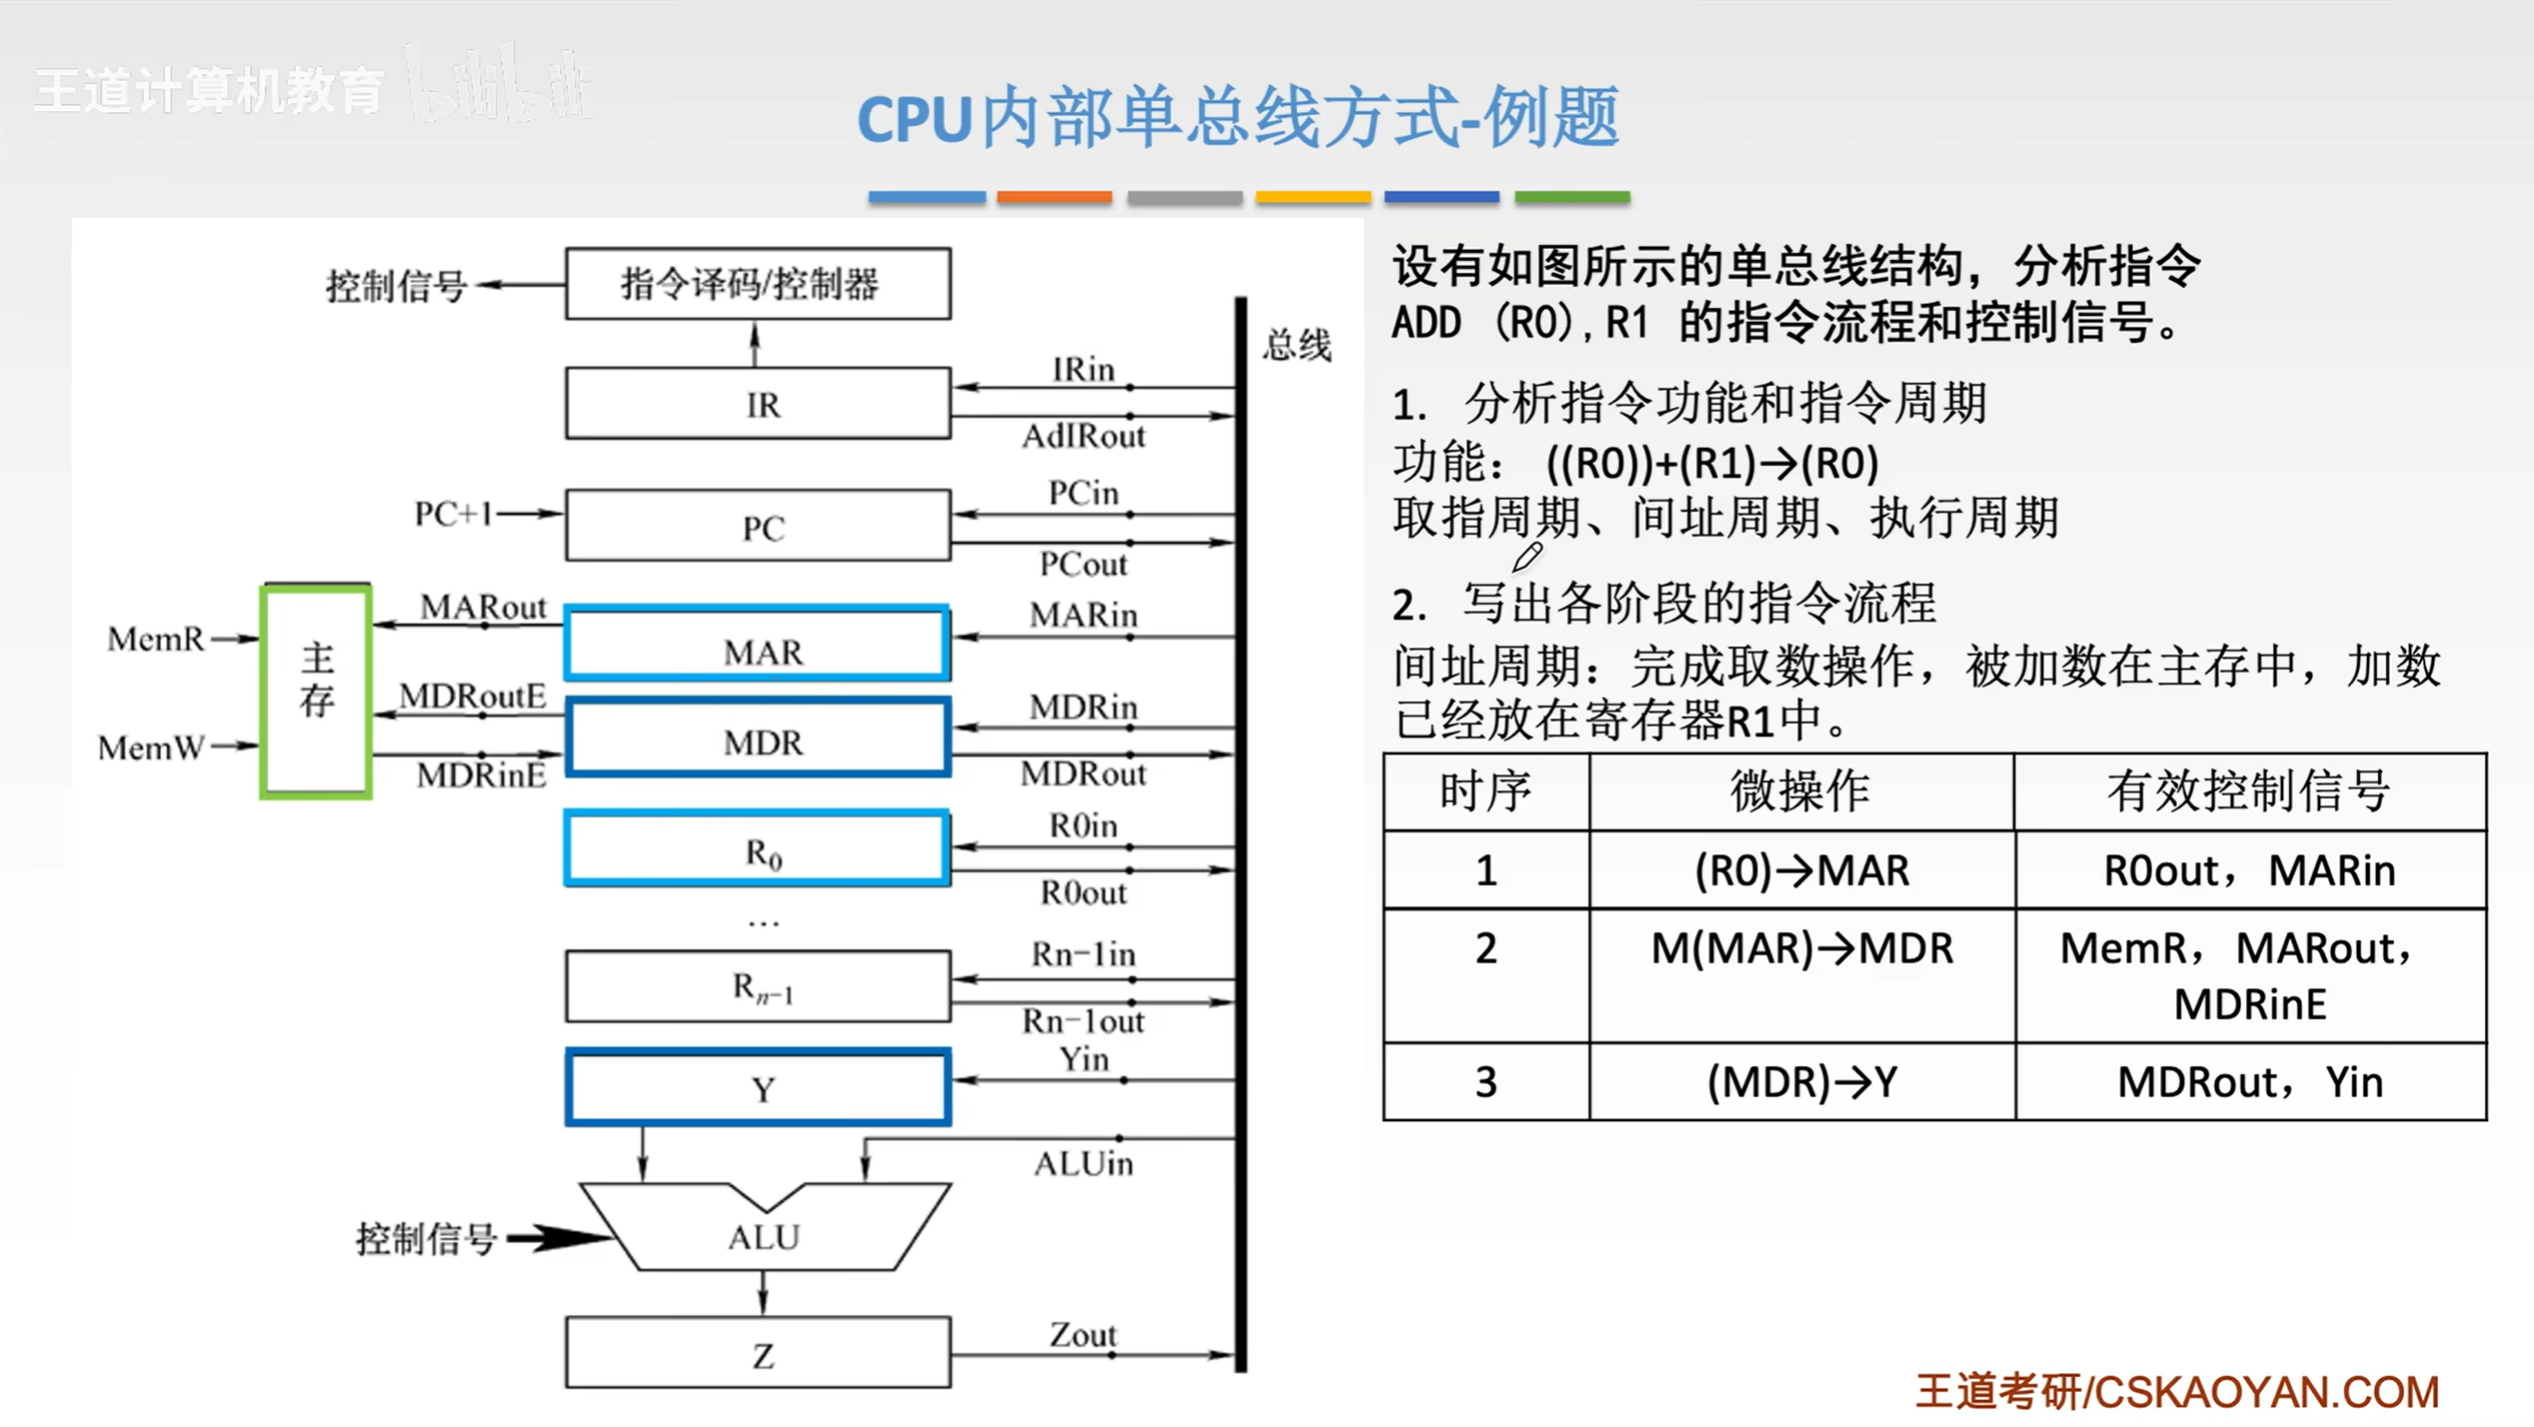 王道计算机教育 bilibili
CPU内部单总线方式-例题
控制信号
指令译码/控制器
总线
IRin
IR
AdIRout
PCin
PC+1
PC
PCout
MARout
MARin
MemR
主存
MAR
MDRoutE
MDRin
MemW
MDR
MDRinE
MDRout
R0in
R0
R0out
...
Rn-1in
Rn-1
Rn-1out
Yin
Y
ALUin
控制信号
ALU
Zout
Z
设有如图所示的单总线结构，分析指令
ADD (R0),R1 的指令流程和控制信号。
1. 分析指令功能和指令周期
功能： ((R0))+(R1)→(R0)
取指周期、间址周期、执行周期
2. 写出各阶段的指令流程
间址周期：完成取数操作，被加数在主存中，加数
已经放在寄存器R1中。
时序 微操作 有效控制信号
1 (R0)→MAR R0out，MARin
2 M(MAR)→MDR MemR，MARout，
MDRinE
3 (MDR)→Y MDRout，Yin
王道考研/CSKAOYAN.COM